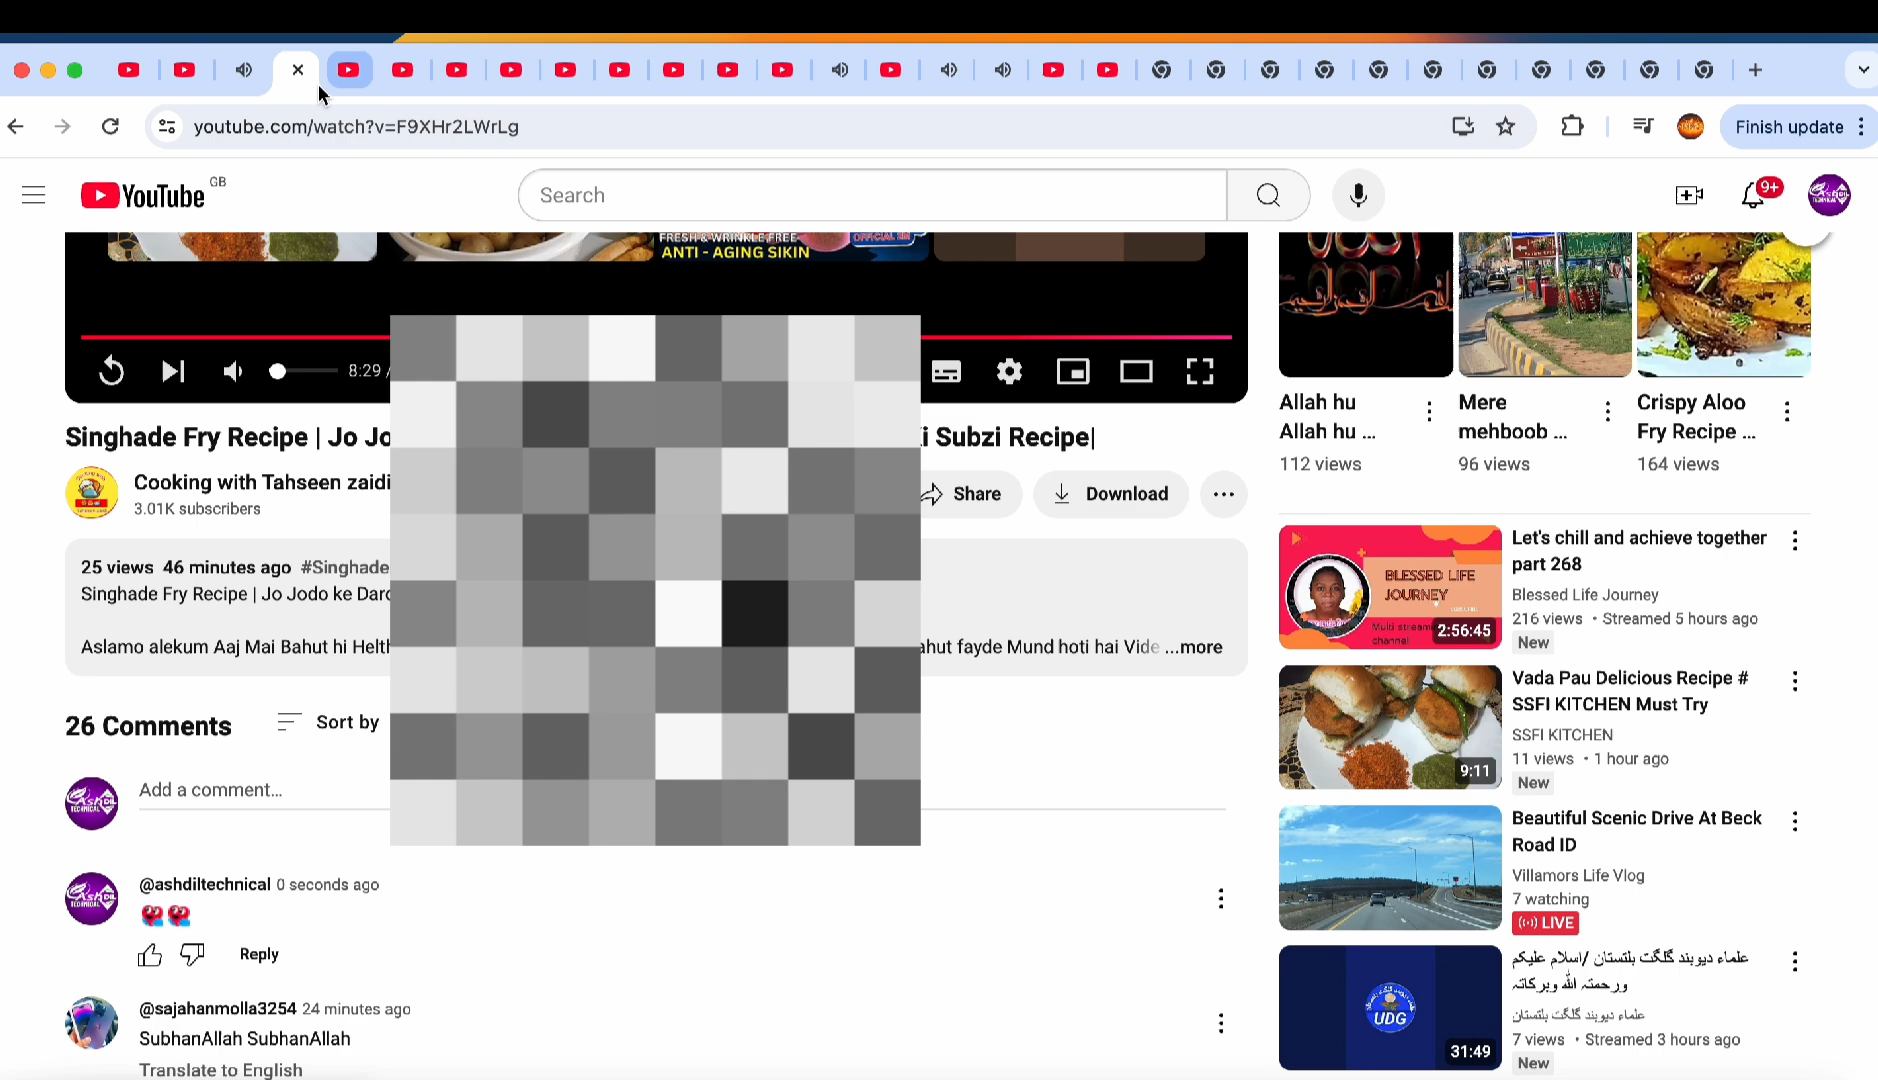 youtube.com/watch?v=F9XHr2LWrLg
Finish update
YouTube GB
Search
9+
FRESH & WRINKLE FREE
ANTI - AGING SIKIN
OFFICIAL
8:29 /
Singhade Fry Recipe | Jo Jo
i Subzi Recipe|
Cooking with Tahseen zaidi
3.01K subscribers
Share
Download
25 views 46 minutes ago #Singhade
Singhade Fry Recipe | Jo Jodo ke Dard
Aslamo alekum Aaj Mai Bahut hi Helth
ahut fayde Mund hoti hai Vide ...more
26 Comments
Sort by
Add a comment...
@ashdiltechnical 0 seconds ago
Reply
@sajahanmolla3254 24 minutes ago
SubhanAllah SubhanAllah
Translate to English
Allah hu
Allah hu ...
112 views
Mere
mehboob ...
96 views
Crispy Aloo
Fry Recipe ...
164 views
BLESSED LIFE
JOURNEY
Multi stream
channel
2:56:45
Let's chill and achieve together
part 268
Blessed Life Journey
216 views • Streamed 5 hours ago
New
9:11
Vada Pau Delicious Recipe #
SSFI KITCHEN Must Try
SSFI KITCHEN
11 views • 1 hour ago
New
Beautiful Scenic Drive At Beck
Road ID
Villamors Life Vlog
7 watching
LIVE
UDG
31:49
علماء دیوبند گلگت بلتستان /اسلام علیکم
ورحمتہ اللہ وبرکاتہ
علماء دیوبند گلگت بلتستان
7 views • Streamed 3 hours ago
New